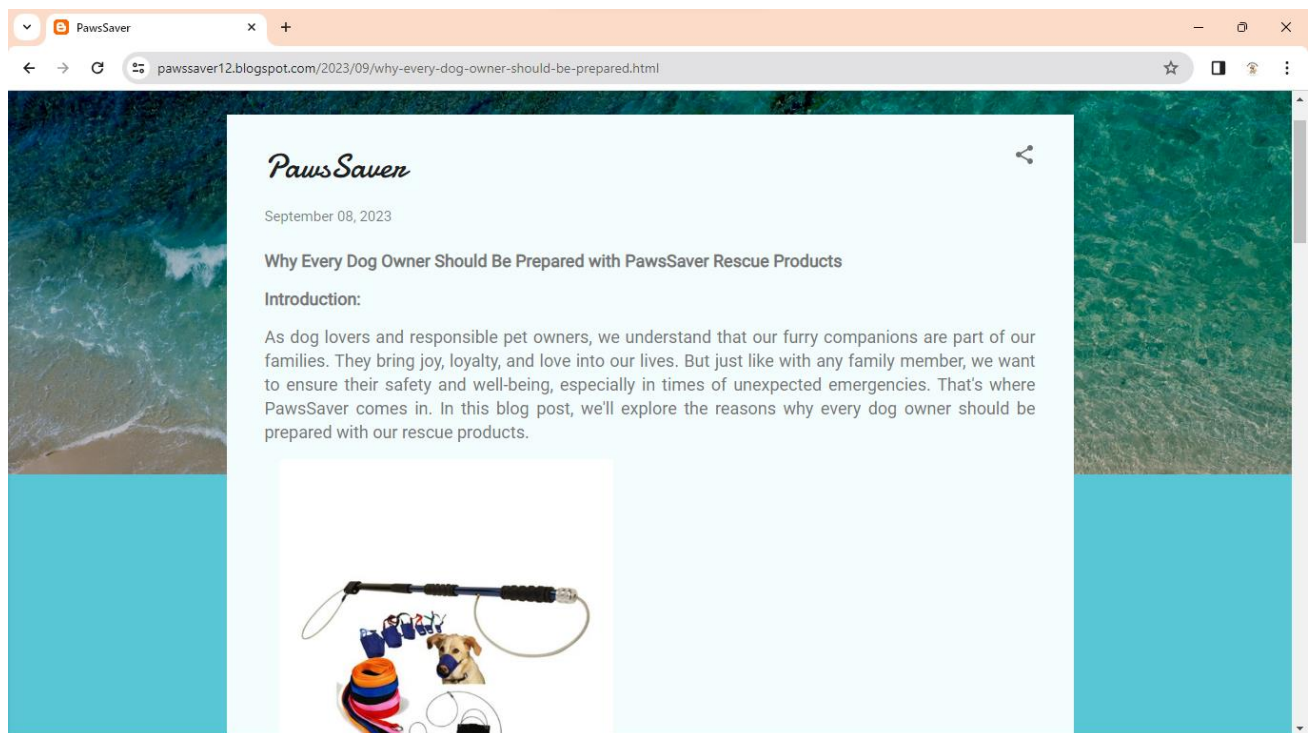 PawsSaver
pawssaver12.blogspot.com/2023/09/why-every-dog-owner-should-be-prepared.html
PawsSaver
September 08, 2023
Why Every Dog Owner Should Be Prepared with PawsSaver Rescue Products
Introduction:
As dog lovers and responsible pet owners, we understand that our furry companions are part of our
families. They bring joy, loyalty, and love into our lives. But just like with any family member, we want
to ensure their safety and well-being, especially in times of unexpected emergencies. That's where
PawsSaver comes in. In this blog post, we'll explore the reasons why every dog owner should be
prepared with our rescue products.